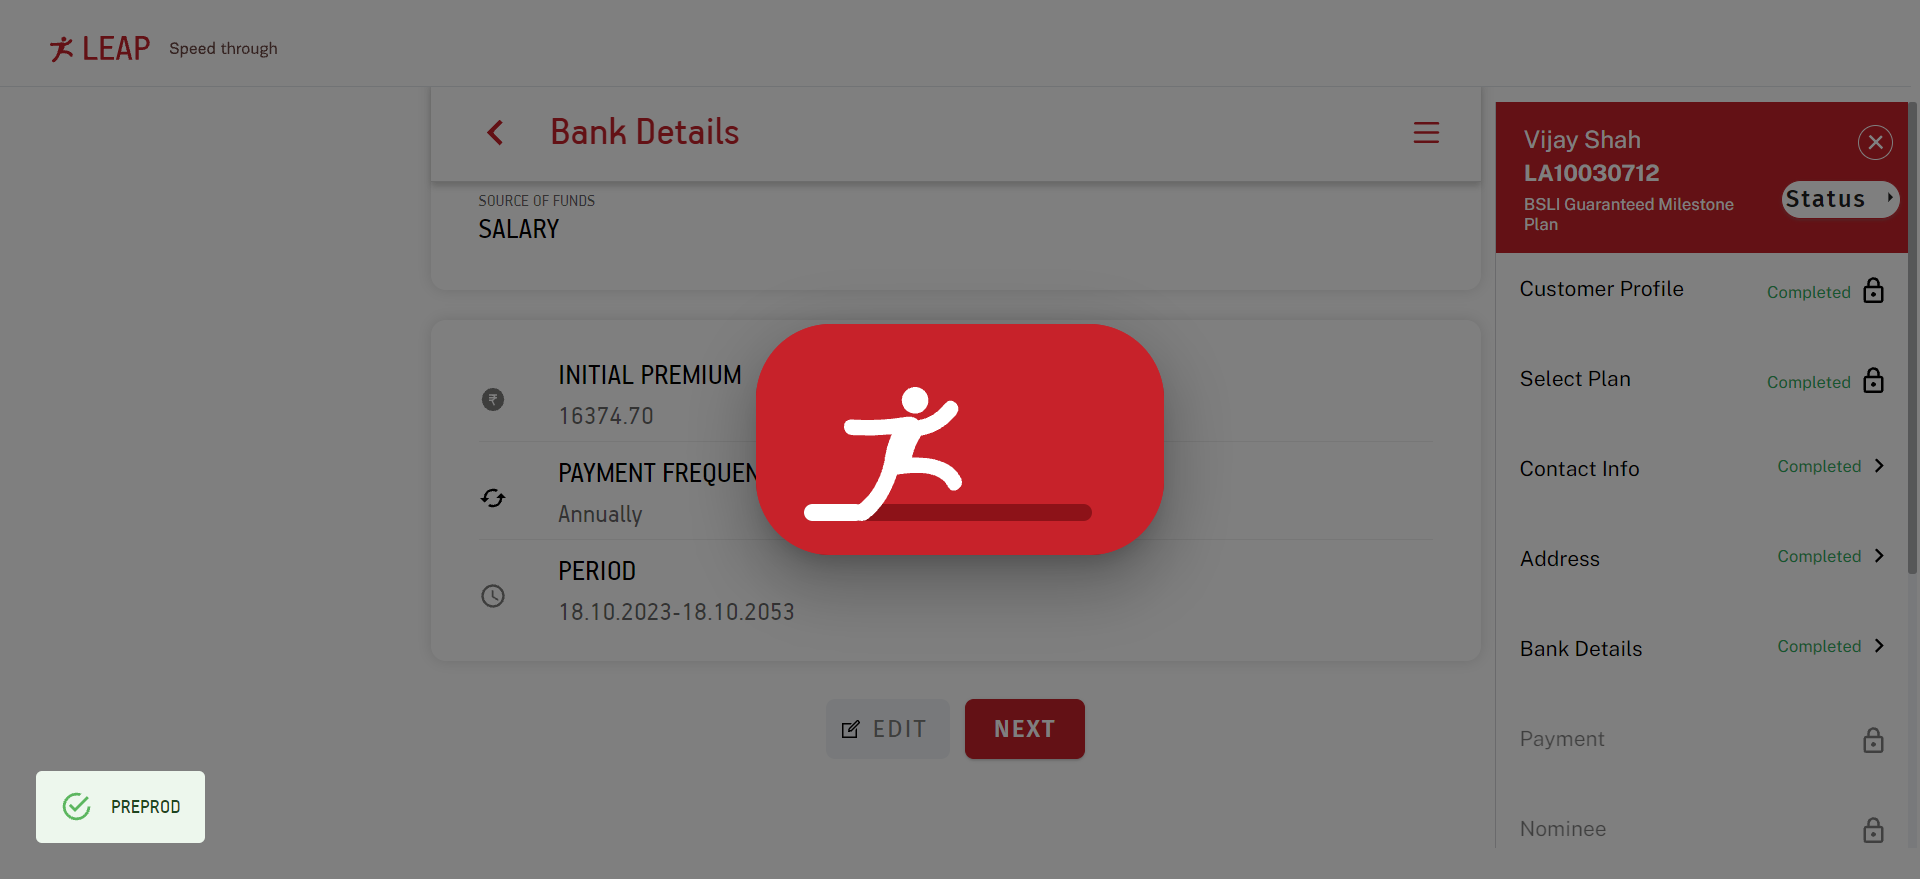 LEAP Speed through
Bank Details
SOURCE OF FUNDS
SALARY
INITIAL PREMIUM
16374.70
PAYMENT FREQUEN
Annually
PERIOD
18.10.2023-18.10.2053
EDIT
NEXT
PREPROD
Vijay Shah
LA10030712
BSLI Guaranteed Milestone
Plan
Status
Customer Profile Completed
Select Plan Completed
Contact Info Completed
Address Completed
Bank Details Completed
Payment
Nominee